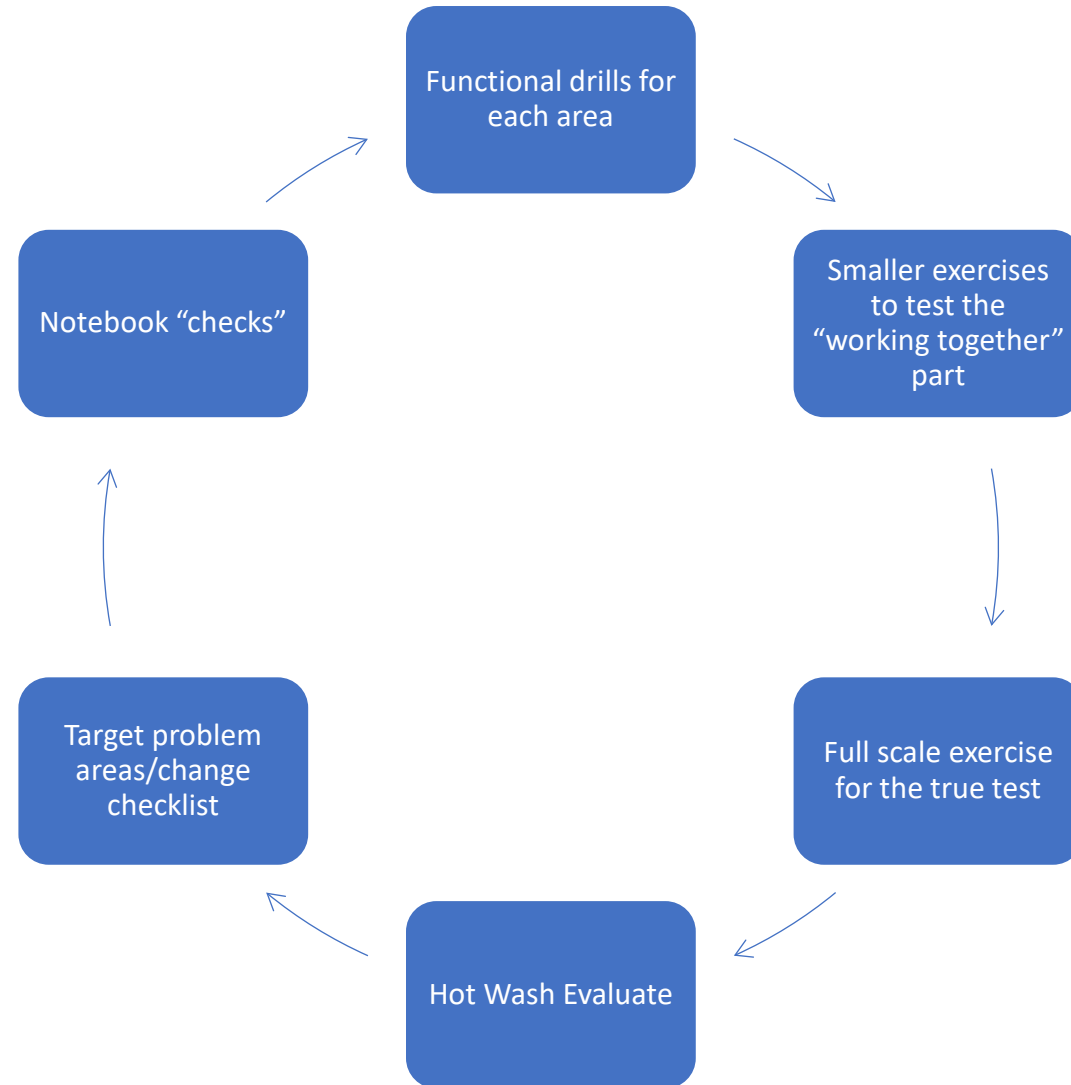 Functional drills for
each area
Smaller exercises
to test the
“working together”
part
Full scale exercise
for the true test
Hot Wash Evaluate
Target problem
areas/change
checklist
Notebook “checks”